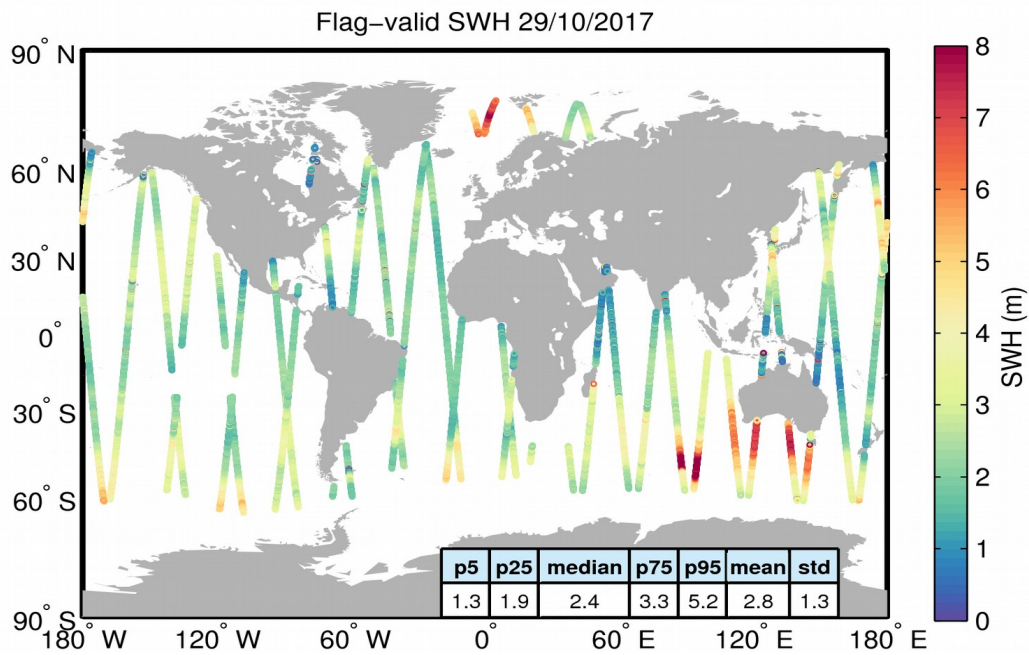 Flag−valid SWH 29/10/2017
90° N
60° N
30° N
0°
30° S
60° S
90° S
180° W
120° W
60° W
0°
60° E
120° E
180° E
p5 p25 median p75 p95 mean std
1.3 1.9 2.4 3.3 5.2 2.8 1.3
8
7
6
5
4
3
2
1
0
SWH (m)